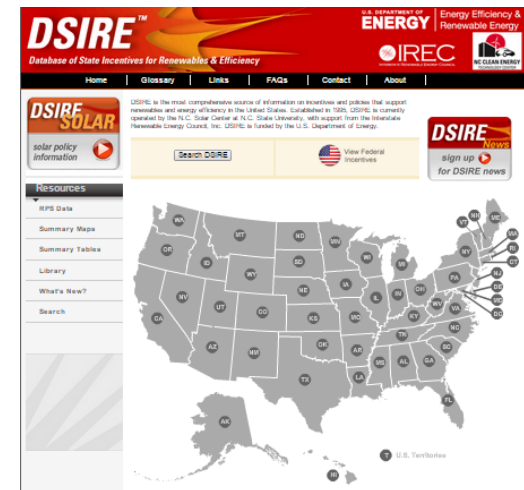 DSIRE™
Database of State Incentives for Renewables & Efficiency
U.S. DEPARTMENT OF
ENERGY
Energy Efficiency &
Renewable Energy
IREC
INTERSTATE RENEWABLE ENERGY COUNCIL
NC CLEAN ENERGY
TECHNOLOGY CENTER
Home | Glossary | Links | FAQs | Contact | About |
DSIRE
SOLAR
solar policy
information
DSIRE is the most comprehensive source of information on incentives and policies that support
renewables and energy efficiency in the United States. Established in 1995, DSIRE is currently
operated by the N.C. Solar Center at N.C. State University, with support from the Interstate
Renewable Energy Council, Inc. DSIRE is funded by the U.S. Department of Energy.
Search DSIRE
View Federal
Incentives
DSIRE
News
sign up
for DSIRE news
Resources
RPS Data
Summary Maps
Summary Tables
Library
What's New?
Search
WA
MT
ND
MN
VT
NH
ME
OR
ID
SD
WI
MI
NY
MA
RI
CT
WY
NE
IA
PA
NJ
DE
MD
DC
NV
UT
CO
KS
MO
IL
IN
OH
WV
VA
KY
CA
AZ
NM
OK
AR
TN
NC
SC
MS
AL
GA
TX
LA
FL
AK
HI
T U.S. Territories